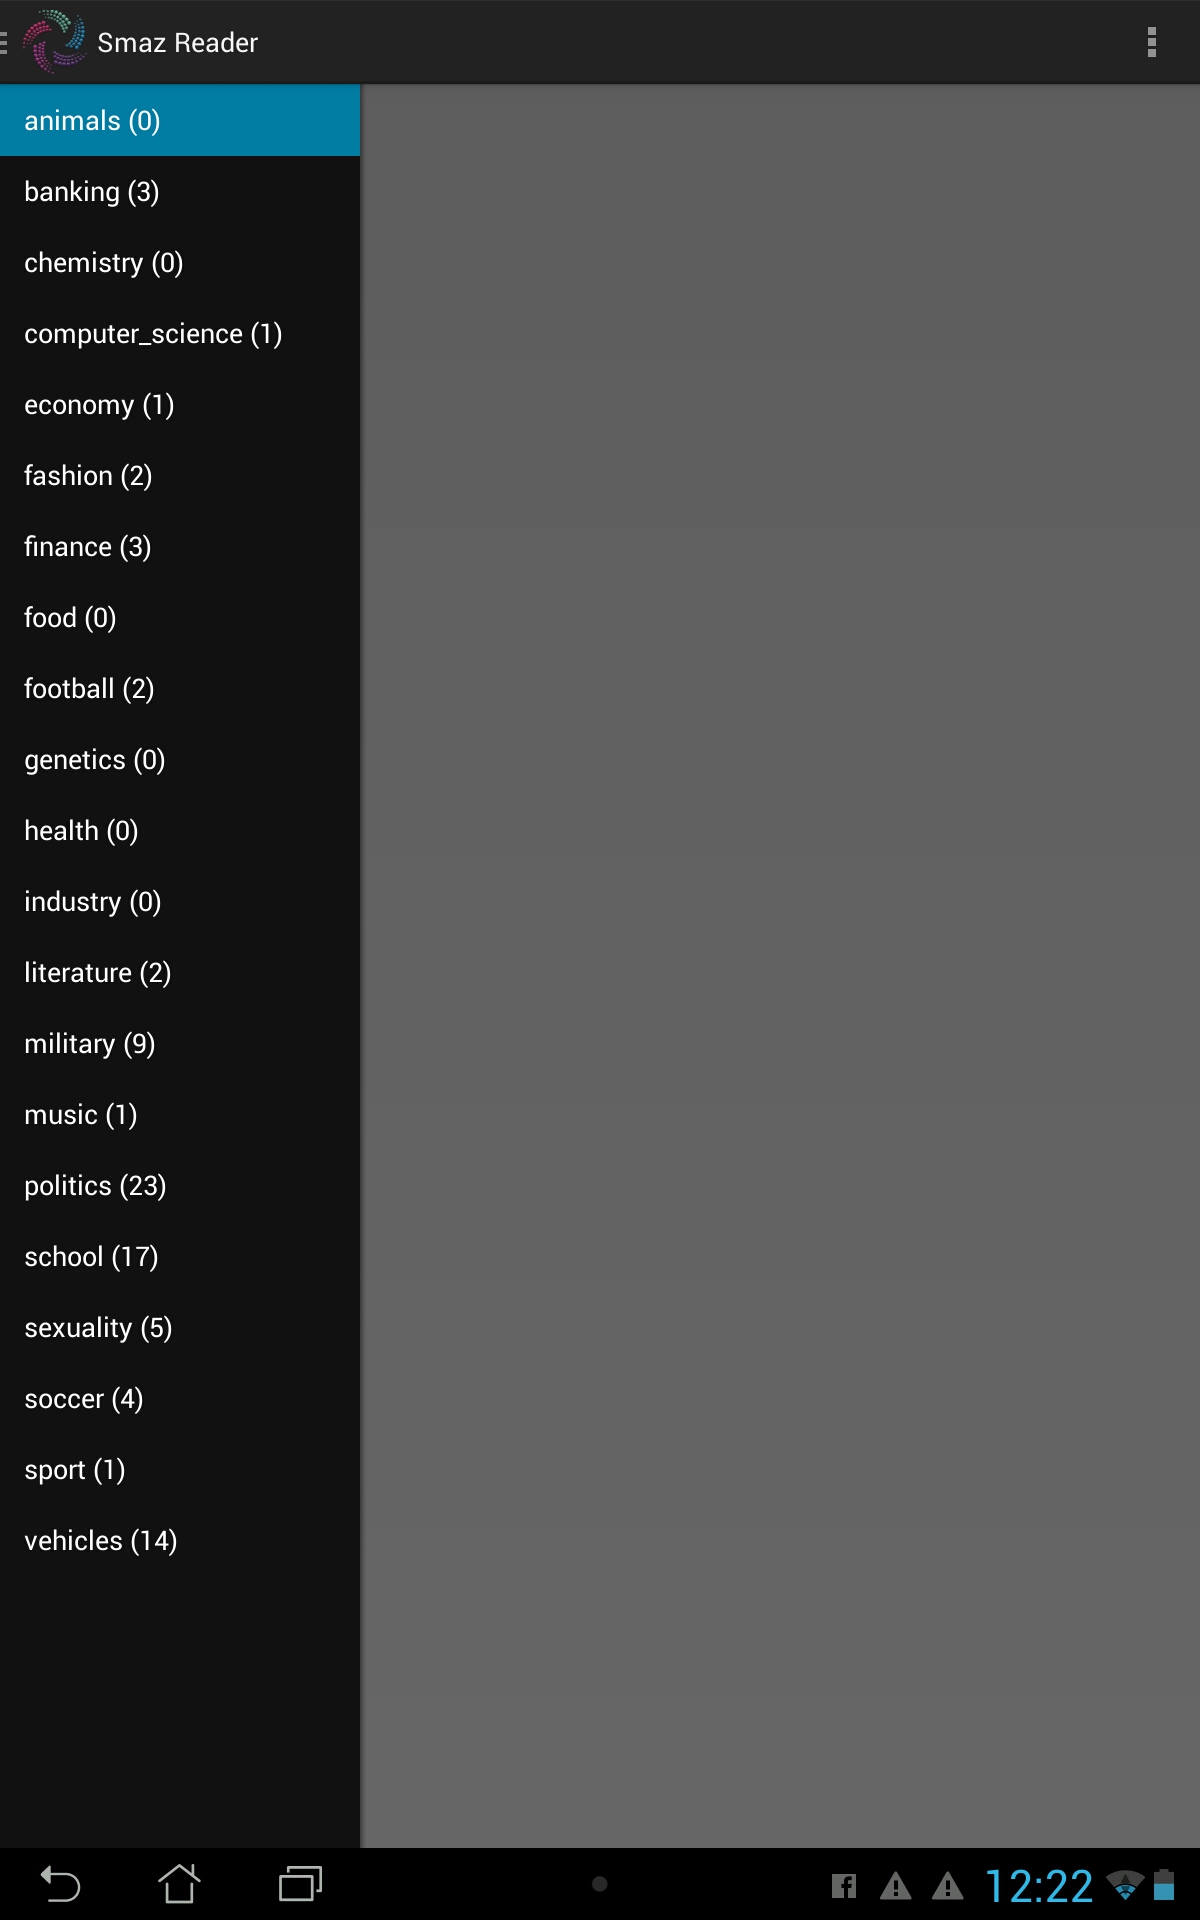 Smaz Reader
animals (0)
banking (3)
chemistry (0)
computer_science (1)
economy (1)
fashion (2)
finance (3)
food (0)
football (2)
genetics (0)
health (0)
industry (0)
literature (2)
military (9)
music (1)
politics (23)
school (17)
sexuality (5)
soccer (4)
sport (1)
vehicles (14)
12:22